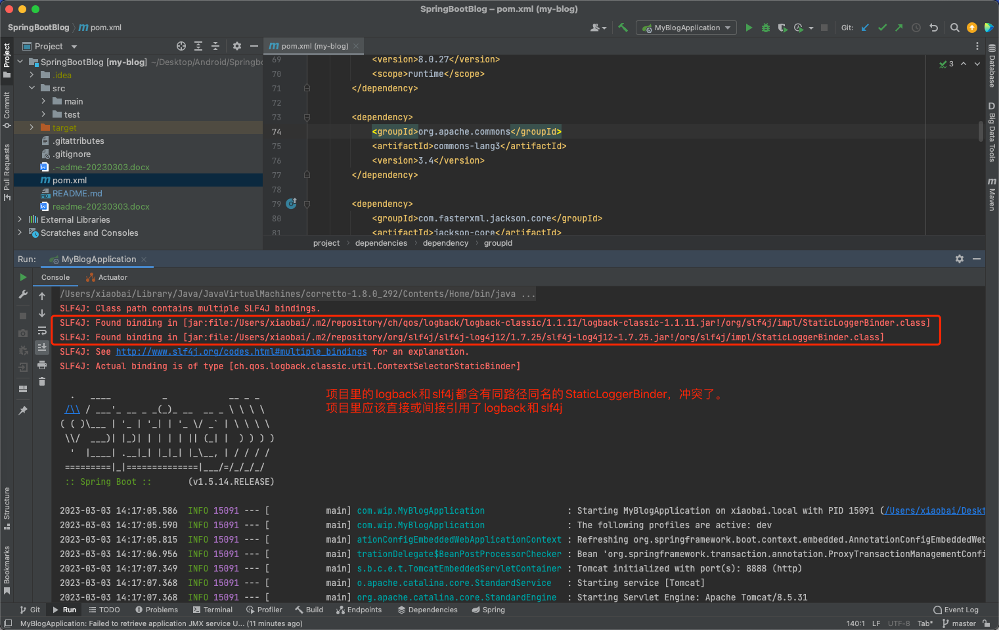 SpringBootBlog – pom.xml (my-blog)
SpringBootBlog
pom.xml
MyBlogApplication
Git:
Project
pom.xml (my-blog)
SpringBootBlog [my-blog] ~/Desktop/Android/Springbo
.idea
src
main
test
target
.gitattributes
.gitignore
.~adme-20230303.docx
pom.xml
README.md
readme-20230303.docx
External Libraries
Scratches and Consoles
69 <version>8.0.27</version>
70 <scope>runtime</scope>
71 </dependency>
72
73 <dependency>
74 <groupId>org.apache.commons</groupId>
75 <artifactId>commons-lang3</artifactId>
76 <version>3.4</version>
77 </dependency>
78
79 <dependency>
80 <groupId>com.fasterxml.jackson.core</groupId>
81 <artifactId>jackson-core</artifactId>
3
project › dependencies › dependency › groupId
Project
Commit
Pull Requests
Structure
Bookmarks
Database
D Big Data Tools
m Maven
Run: MyBlogApplication
Console Actuator
/Users/xiaobai/Library/Java/JavaVirtualMachines/corretto-1.8.0_292/Contents/Home/bin/java ...
SLF4J: Class path contains multiple SLF4J bindings.
SLF4J: Found binding in [jar:file:/Users/xiaobai/.m2/repository/ch/qos/logback/logback-classic/1.1.11/logback-classic-1.1.11.jar!/org/slf4j/impl/StaticLoggerBinder.class]
SLF4J: Found binding in [jar:file:/Users/xiaobai/.m2/repository/org/slf4j/slf4j-log4j12/1.7.25/slf4j-log4j12-1.7.25.jar!/org/slf4j/impl/StaticLoggerBinder.class]
SLF4J: See http://www.slf4j.org/codes.html#multiple_bindings for an explanation.
SLF4J: Actual binding is of type [ch.qos.logback.classic.util.ContextSelectorStaticBinder]
项目里的logback和slf4j都含有同路径同名的StaticLoggerBinder，冲突了。
项目里应该直接或间接引用了logback和slf4j
  .   ____          _            __ _ _
 /\\ / ___'_ __ _ _(_)_ __  __ _ \ \ \ \
( ( )\___ | '_ | '_| | '_ \/ _` | \ \ \ \
 \\/  ___)| |_)| | | | | || (_| |  ) ) ) )
  '  |____| .__|_| |_|_| |_\__, | / / / /
 =========|_|==============|___/=/_/_/_/
 :: Spring Boot ::       (v1.5.14.RELEASE)
2023-03-03 14:17:05.586 INFO 15091 --- [ main] com.wip.MyBlogApplication : Starting MyBlogApplication on xiaobai.local with PID 15091 (/Users/xiaobai/Deskt
2023-03-03 14:17:05.590 INFO 15091 --- [ main] com.wip.MyBlogApplication : The following profiles are active: dev
2023-03-03 14:17:05.815 INFO 15091 --- [ main] ationConfigEmbeddedWebApplicationContext : Refreshing org.springframework.boot.context.embedded.AnnotationConfigEmbeddedWeb
2023-03-03 14:17:06.956 INFO 15091 --- [ main] trationDelegate$BeanPostProcessorChecker : Bean 'org.springframework.transaction.annotation.ProxyTransactionManagementConfi
2023-03-03 14:17:07.349 INFO 15091 --- [ main] s.b.c.e.t.TomcatEmbeddedServletContainer : Tomcat initialized with port(s): 8888 (http)
2023-03-03 14:17:07.368 INFO 15091 --- [ main] o.apache.catalina.core.StandardService : Starting service [Tomcat]
2023-03-03 14:17:07.368 INFO 15091 --- [ main] org.apache.catalina.core.StandardEngine : Starting Servlet Engine: Apache Tomcat/8.5.31
Git Run TODO Problems Terminal Profiler Build Endpoints Dependencies Spring Event Log
MyBlogApplication: Failed to retrieve application JMX service U... (11 minutes ago) 140:1 LF UTF-8 Tab* master